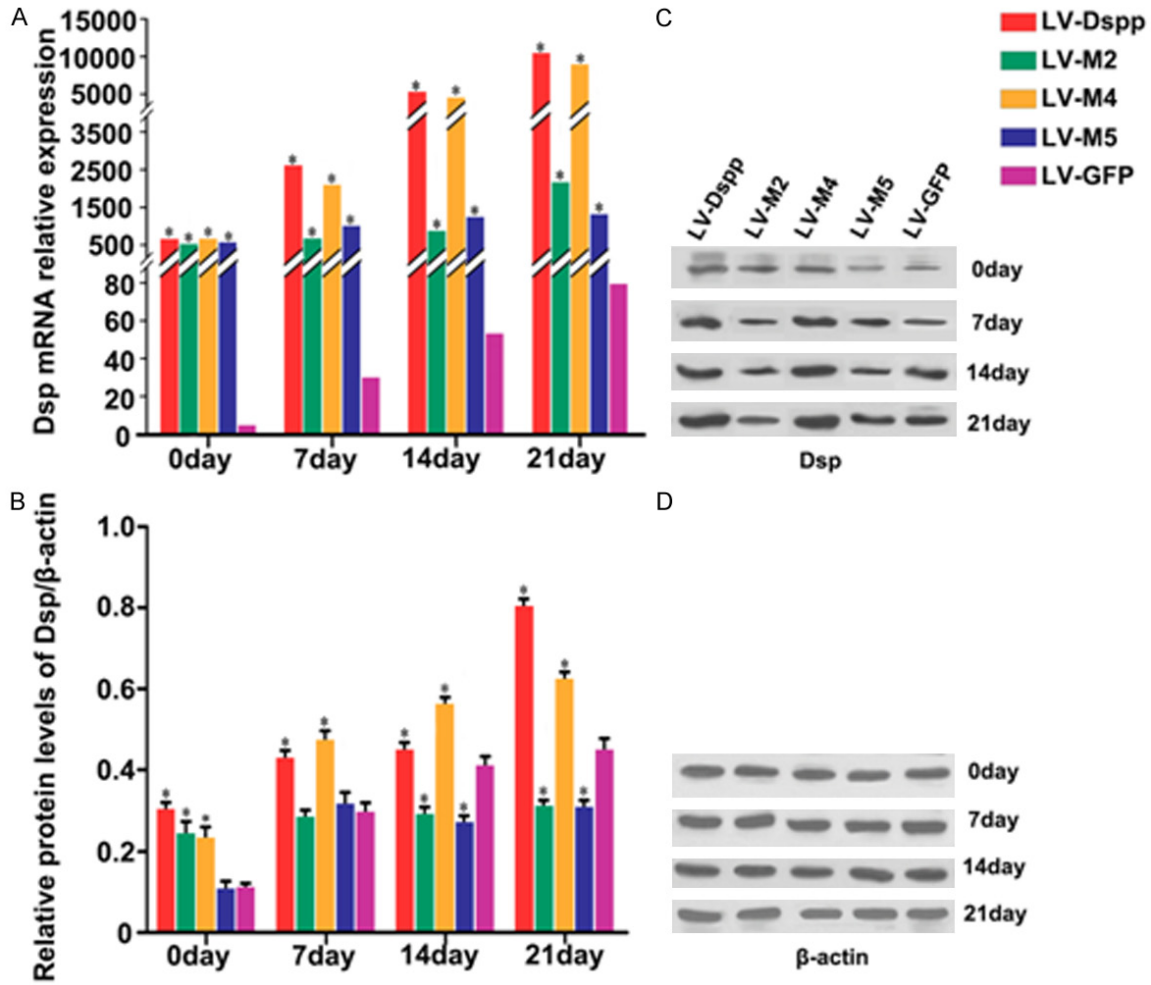 A
Dsp mRNA relative expression
15000
10000
5000
3500
2500
1500
500
80
60
40
20
0
* * * *
* * * *
* * * *
* * * *
0day 7day 14day 21day
C
LV-Dspp
LV-M2
LV-M4
LV-M5
LV-GFP
LV-Dspp LV-M2 LV-M4 LV-M5 LV-GFP
0day
7day
14day
21day
Dsp
B
Relative protein levels of Dsp/β-actin
1.0
0.8
0.6
0.4
0.2
0
* * *
* *
* * * *
* * * *
0day 7day 14day 21day
D
0day
7day
14day
21day
β-actin